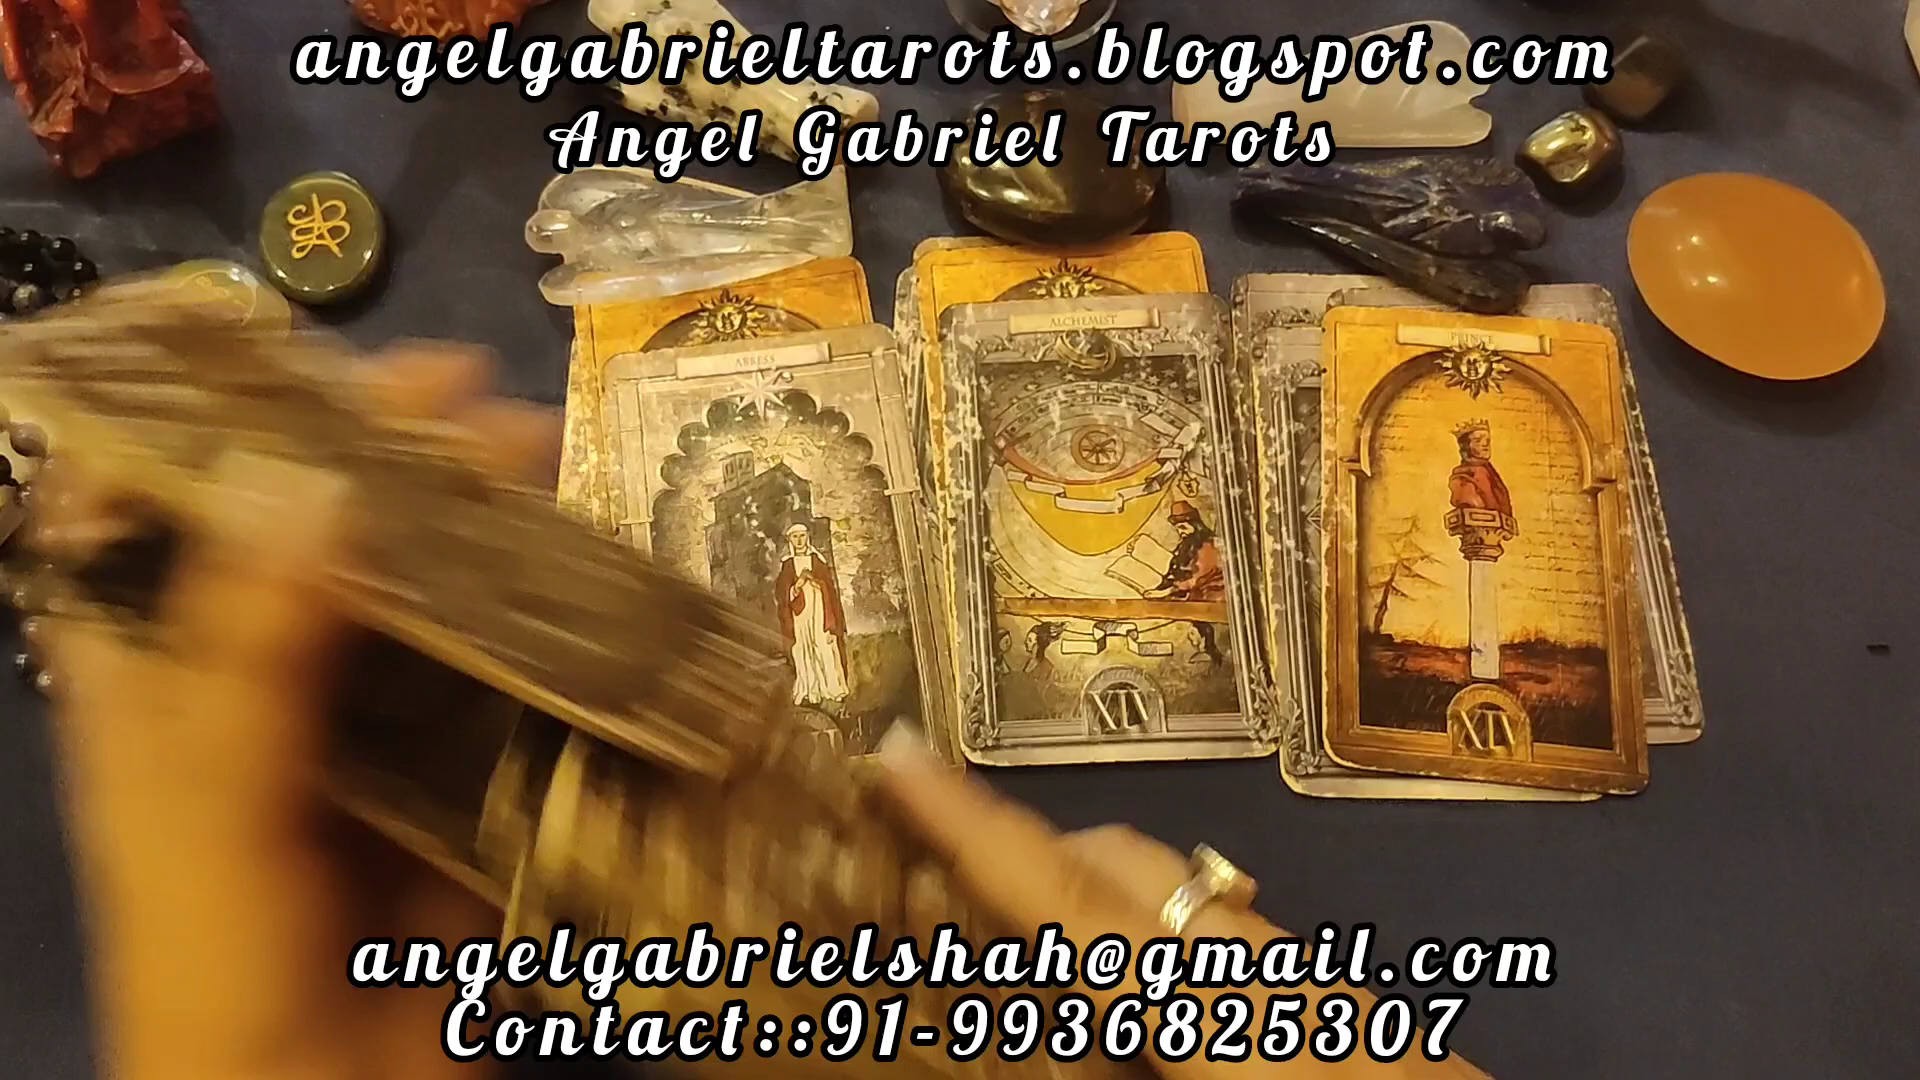 angelgabrieltarots.blogspot.com
Angel Gabriel Tarots
ABBESS
ALCHEMIST
PRINCE
XIV
XIV
angelgabrielshah@gmail.com
Contact::91-9936825307